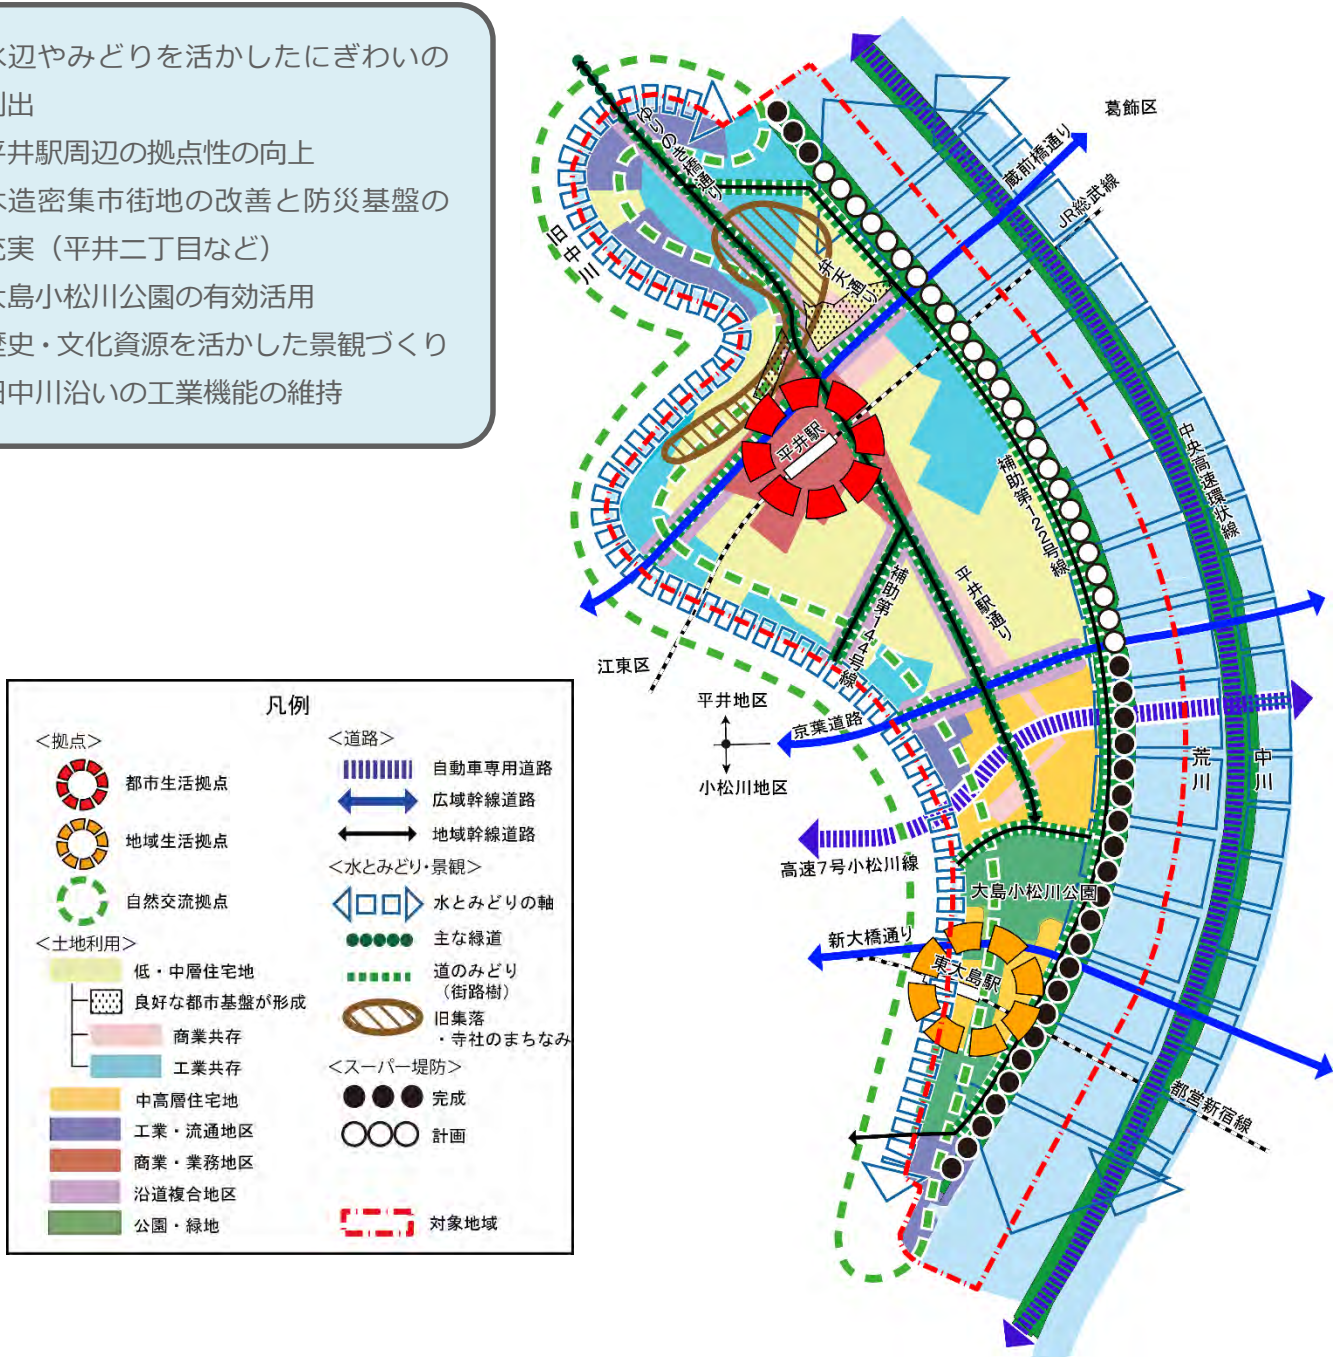 水辺やみどりを活かしたにぎわいの
創出
平井駅周辺の拠点性の向上
木造密集市街地の改善と防災基盤の
充実（平井二丁目など）
大島小松川公園の有効活用
歴史・文化資源を活かした景観づくり
旧中川沿いの工業機能の維持
葛飾区
蔵前橋通り
JR総武線
ゆりのき橋通り
旧中川
弁天通り
平井駅
中央高速環状線
補助第122号線
補助第144号線
平井駅通り
江東区
平井地区
小松川地区
京葉道路
荒川
中川
高速7号小松川線
大島小松川公園
新大橋通り
東大島駅
都営新宿線
凡例
＜拠点＞
都市生活拠点
地域生活拠点
自然交流拠点
＜土地利用＞
低・中層住宅地
良好な都市基盤が形成
商業共存
工業共存
中高層住宅地
工業・流通地区
商業・業務地区
沿道複合地区
公園・緑地
＜道路＞
自動車専用道路
広域幹線道路
地域幹線道路
＜水とみどり・景観＞
水とみどりの軸
主な緑道
道のみどり
（街路樹）
旧集落
・寺社のまちなみ
＜スーパー堤防＞
完成
計画
対象地域